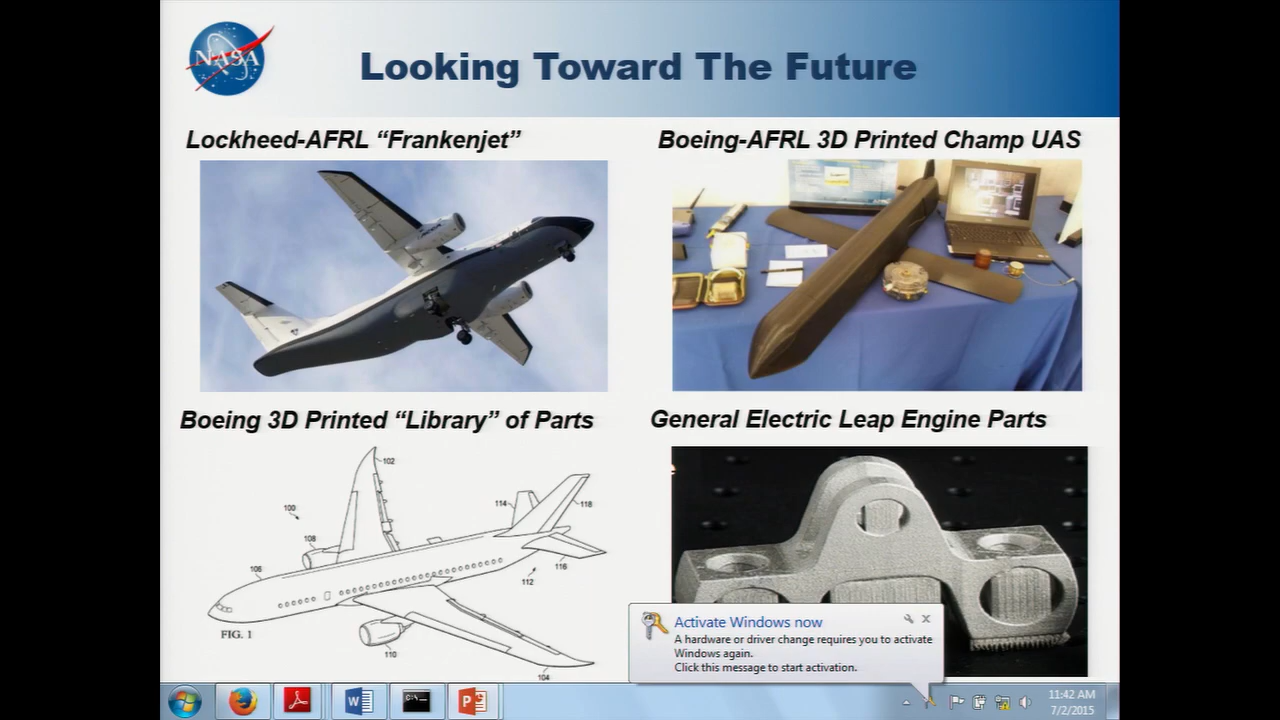 NASA
Looking Toward The Future
Lockheed-AFRL “Frankenjet”
Boeing-AFRL 3D Printed Champ UAS
Boeing 3D Printed “Library” of Parts
General Electric Leap Engine Parts
102
100
108
106
114
118
116
112
FIG. 1
110
104
Activate Windows now
A hardware or driver change requires you to activate
Windows again.
Click this message to start activation.
C:\
11:42 AM
7/2/2015